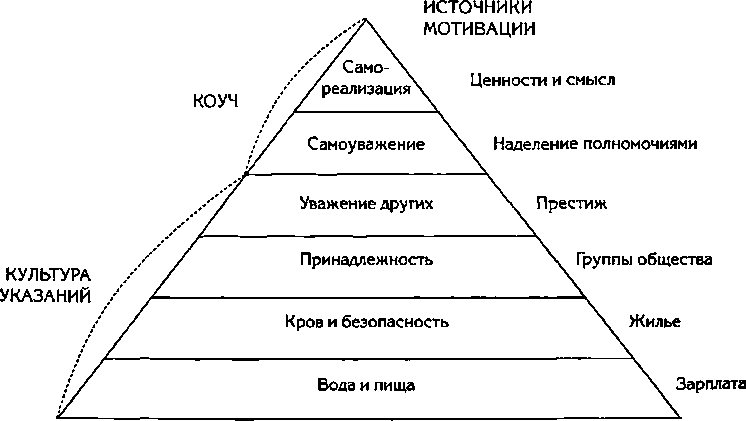 ИСТОЧНИКИ
МОТИВАЦИИ
Само-
реализация
Ценности и смысл
КОУЧ
Самоуважение
Наделение полномочиями
Уважение других
Престиж
Принадлежность
Группы общества
КУЛЬТУРА
УКАЗАНИЙ
Кров и безопасность
Жилье
Вода и пища
Зарплата